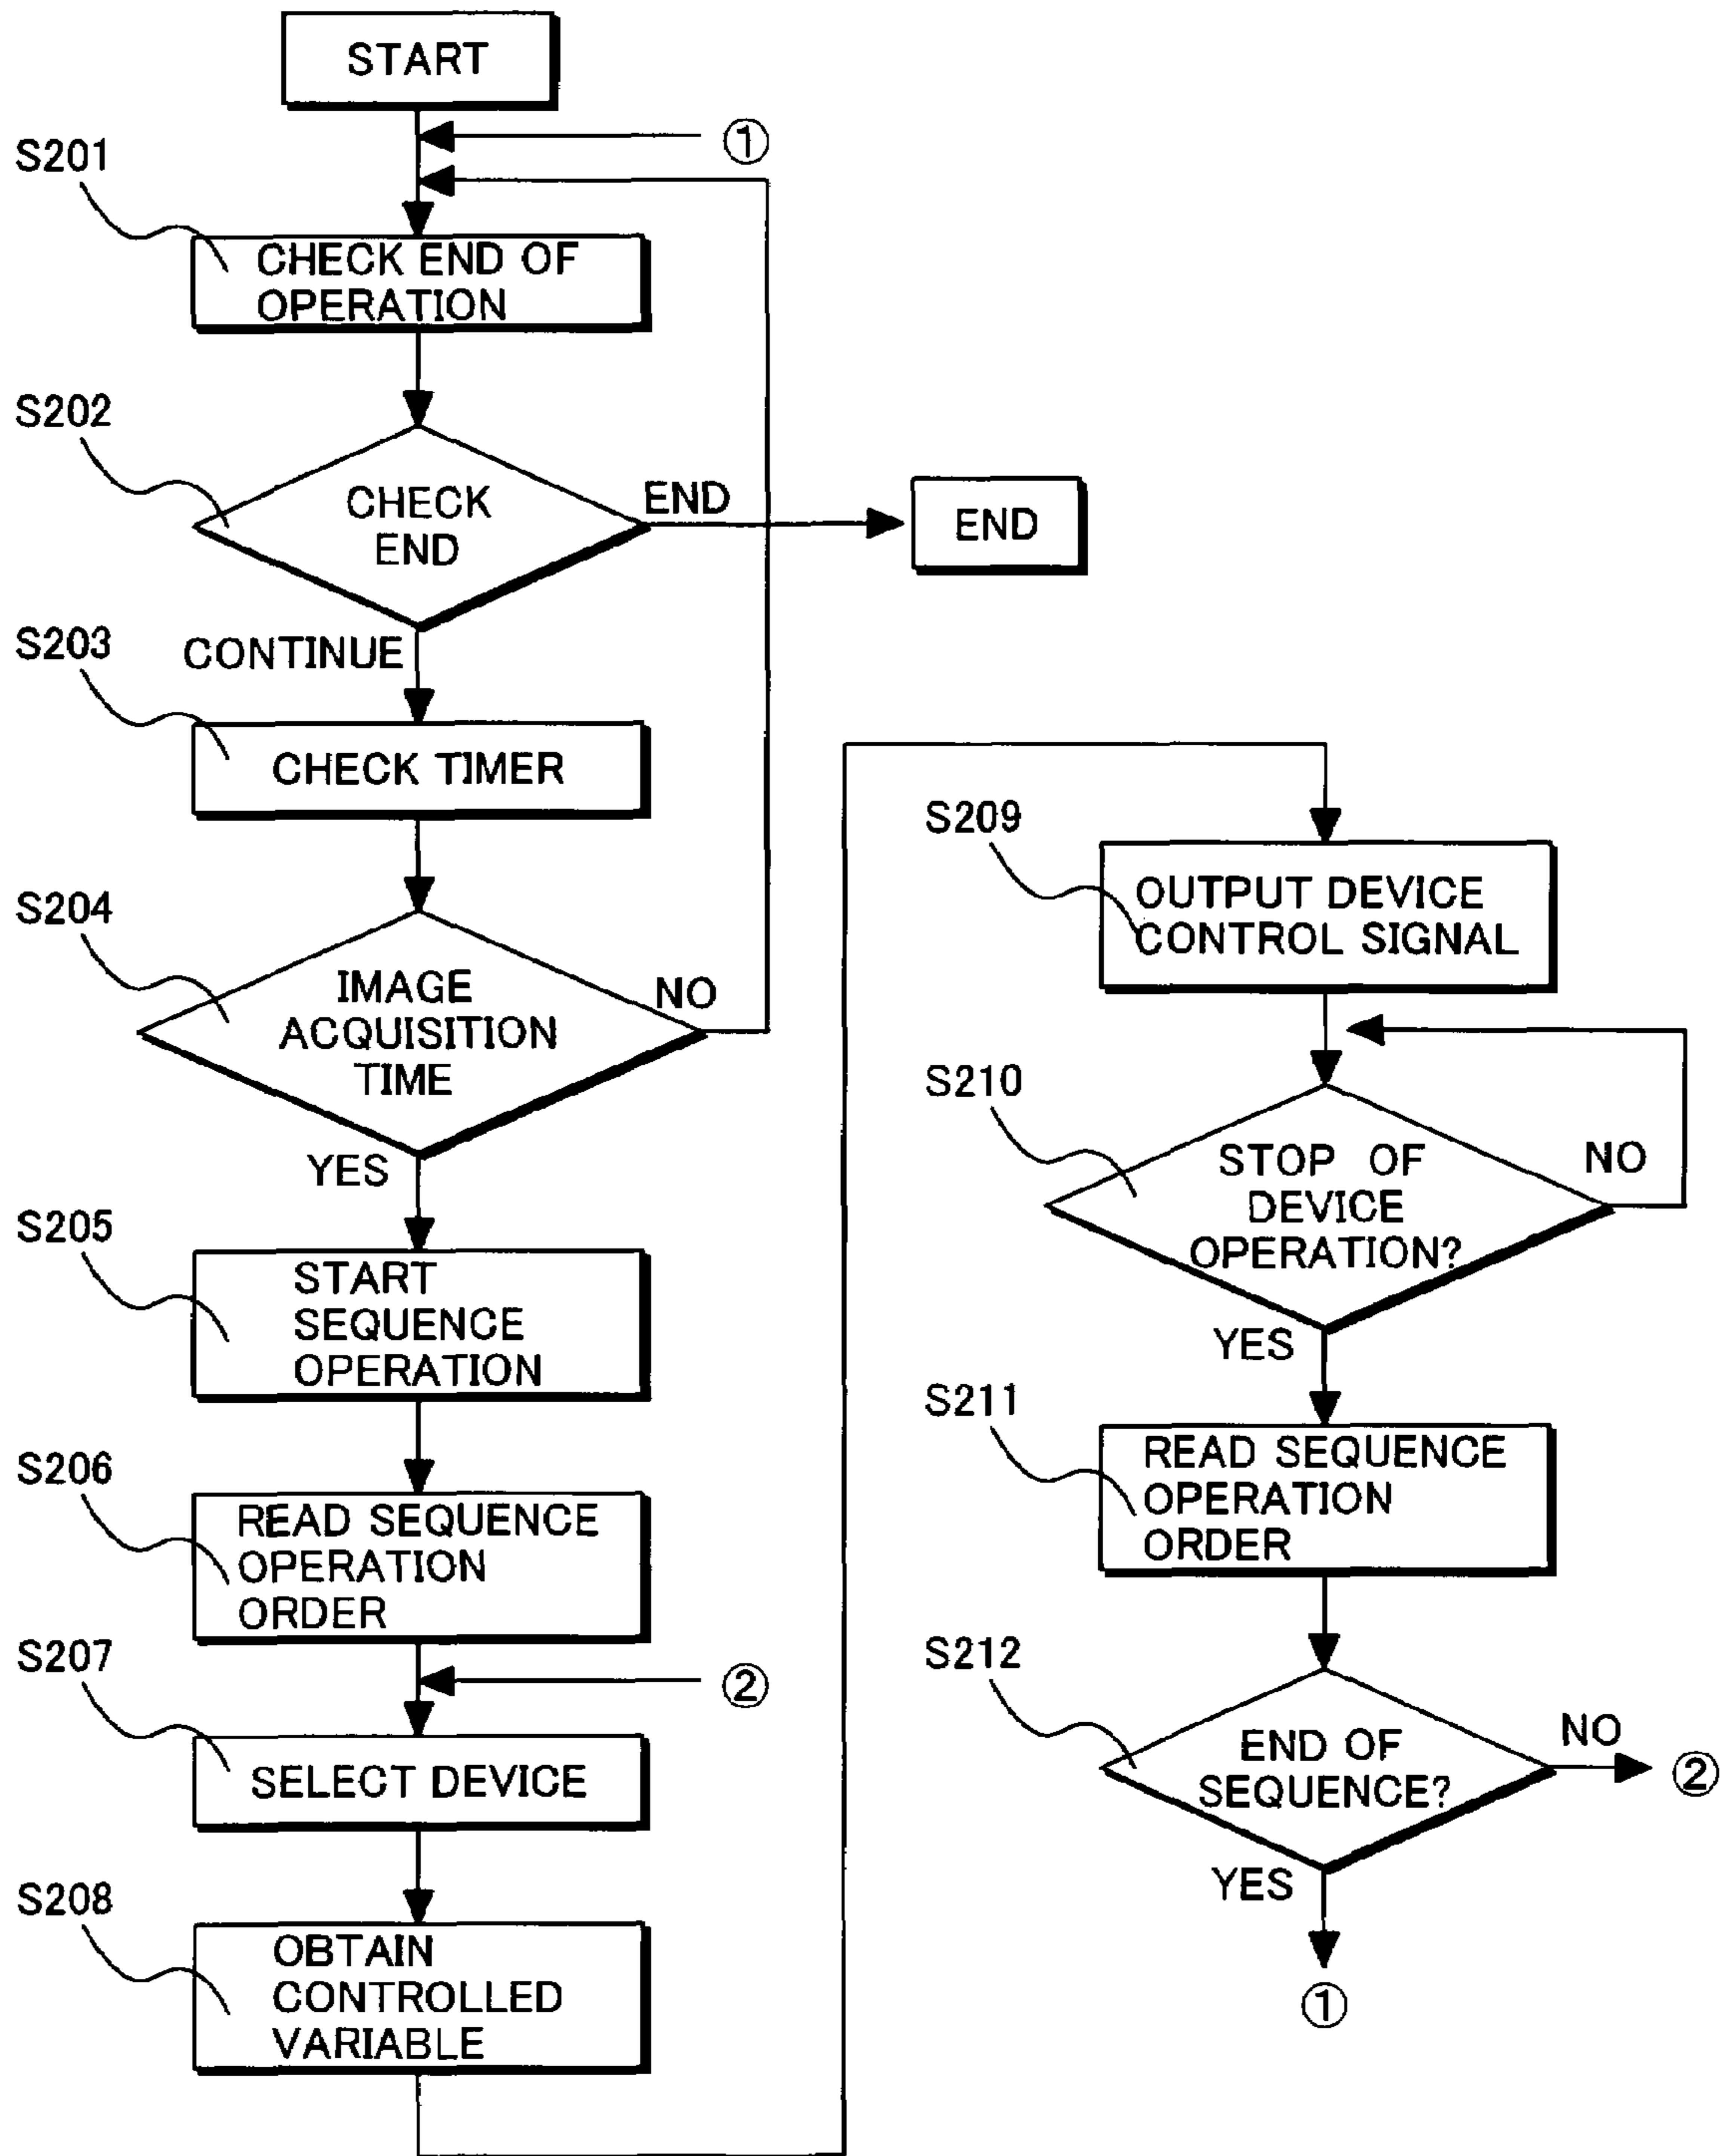 START
①
S201
CHECK END OF
OPERATION
S202
CHECK
END
END
END
CONTINUE
S203
CHECK TIMER
S204
IMAGE
ACQUISITION
TIME
NO
YES
S205
START
SEQUENCE
OPERATION
S206
READ SEQUENCE
OPERATION
ORDER
②
S207
SELECT DEVICE
S208
OBTAIN
CONTROLLED
VARIABLE
S209
OUTPUT DEVICE
CONTROL SIGNAL
S210
STOP OF
DEVICE
OPERATION?
NO
YES
S211
READ SEQUENCE
OPERATION
ORDER
S212
END OF
SEQUENCE?
NO
②
YES
①